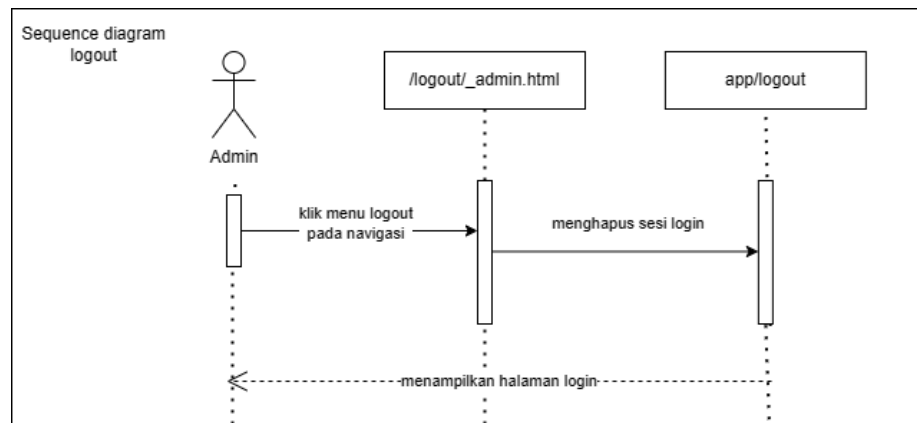 Sequence diagram
logout
/logout/_admin.html
app/logout
Admin
klik menu logout
pada navigasi
menghapus sesi login
menampilkan halaman login